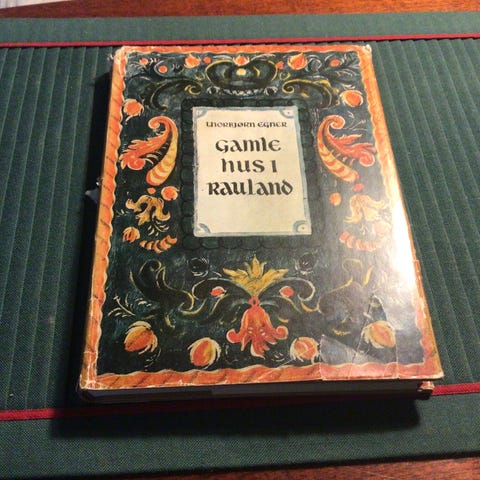 Thorbjørn Egner
Gamle
hus i
Rauland